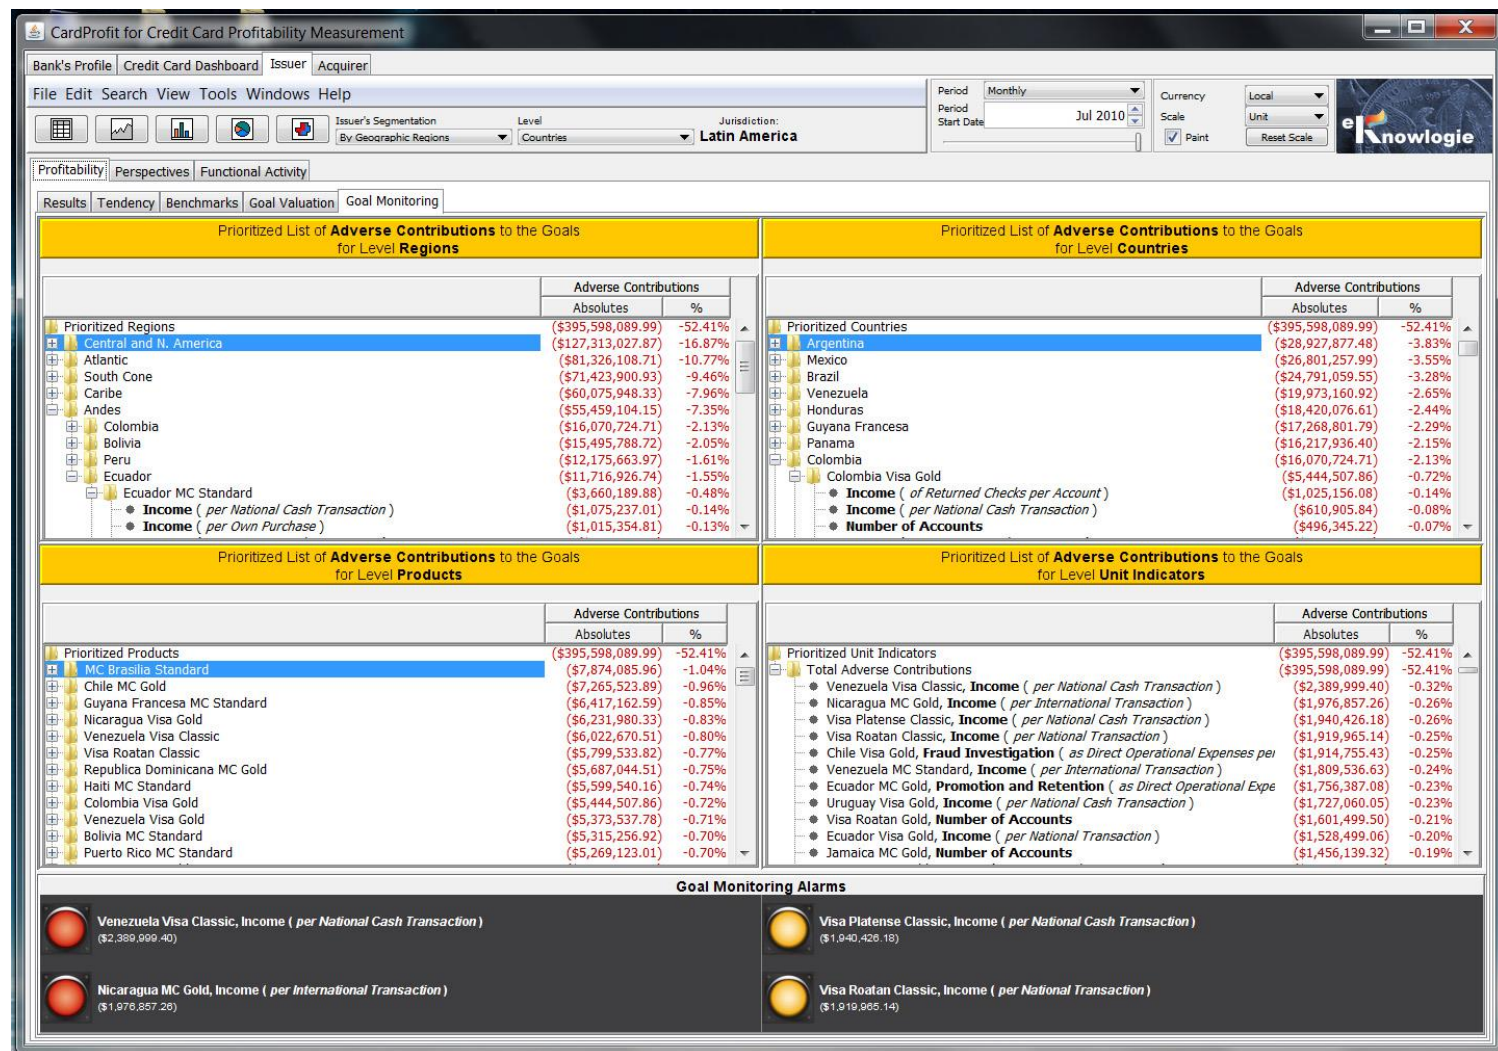 CardProfit for Credit Card Profitability Measurement
Bank's Profile Credit Card Dashboard Issuer Acquirer
File Edit Search View Tools Windows Help
Issuer's Segmentation Level Jurisdiction:
By Geographic Regions Countries Latin America
Period Monthly
Period Start Date Jul 2010
Currency Local
Scale Unit
Paint Reset Scale
eKnowlogie
Profitability Perspectives Functional Activity
Results Tendency Benchmarks Goal Valuation Goal Monitoring
Prioritized List of Adverse Contributions to the Goals
for Level Regions
Adverse Contributions
Absolutes %
Prioritized Regions ($395,598,089.99) -52.41%
Central and N. America ($127,313,027.87) -16.87%
Atlantic ($81,326,108.71) -10.77%
South Cone ($71,423,900.93) -9.46%
Caribe ($60,075,948.33) -7.96%
Andes ($55,459,104.15) -7.35%
Colombia ($16,070,724.71) -2.13%
Bolivia ($15,495,788.72) -2.05%
Peru ($12,175,663.97) -1.61%
Ecuador ($11,716,926.74) -1.55%
Ecuador MC Standard ($3,660,189.88) -0.48%
Income ( per National Cash Transaction ) ($1,075,237.01) -0.14%
Income ( per Own Purchase ) ($1,015,354.81) -0.13%
Prioritized List of Adverse Contributions to the Goals
for Level Countries
Adverse Contributions
Absolutes %
Prioritized Countries ($395,598,089.99) -52.41%
Argentina ($28,927,877.48) -3.83%
Mexico ($26,801,257.99) -3.55%
Brazil ($24,791,059.55) -3.28%
Venezuela ($19,973,160.92) -2.65%
Honduras ($18,420,076.61) -2.44%
Guyana Francesa ($17,268,801.79) -2.29%
Panama ($16,217,936.40) -2.15%
Colombia ($16,070,724.71) -2.13%
Colombia Visa Gold ($5,444,507.86) -0.72%
Income ( of Returned Checks per Account ) ($1,025,156.08) -0.14%
Income ( per National Cash Transaction ) ($610,905.84) -0.08%
Number of Accounts ($496,345.22) -0.07%
Prioritized List of Adverse Contributions to the Goals
for Level Products
Adverse Contributions
Absolutes %
Prioritized Products ($395,598,089.99) -52.41%
MC Brasilia Standard ($7,874,085.96) -1.04%
Chile MC Gold ($7,265,523.89) -0.96%
Guyana Francesa MC Standard ($6,417,162.59) -0.85%
Nicaragua Visa Gold ($6,231,980.33) -0.83%
Venezuela Visa Classic ($6,022,670.51) -0.80%
Visa Roatan Classic ($5,799,533.82) -0.77%
Republica Dominicana MC Gold ($5,687,044.51) -0.75%
Haiti MC Standard ($5,599,540.16) -0.74%
Colombia Visa Gold ($5,444,507.86) -0.72%
Venezuela Visa Gold ($5,373,537.78) -0.71%
Bolivia MC Standard ($5,315,256.92) -0.70%
Puerto Rico MC Standard ($5,269,123.01) -0.70%
Prioritized List of Adverse Contributions to the Goals
for Level Unit Indicators
Adverse Contributions
Absolutes %
Prioritized Unit Indicators ($395,598,089.99) -52.41%
Total Adverse Contributions ($395,598,089.99) -52.41%
Venezuela Visa Classic, Income ( per National Cash Transaction ) ($2,389,999.40) -0.32%
Nicaragua MC Gold, Income ( per International Transaction ) ($1,976,857.26) -0.26%
Visa Platense Classic, Income ( per National Cash Transaction ) ($1,940,426.18) -0.26%
Visa Roatan Classic, Income ( per National Transaction ) ($1,919,965.14) -0.25%
Chile Visa Gold, Fraud Investigation ( as Direct Operational Expenses per ($1,914,755.43) -0.25%
Venezuela MC Standard, Income ( per International Transaction ) ($1,809,536.63) -0.24%
Ecuador MC Gold, Promotion and Retention ( as Direct Operational Expe ($1,756,387.08) -0.23%
Uruguay Visa Gold, Income ( per National Cash Transaction ) ($1,727,060.05) -0.23%
Visa Roatan Gold, Number of Accounts ($1,601,499.50) -0.21%
Ecuador Visa Gold, Income ( per National Transaction ) ($1,528,499.06) -0.20%
Jamaica MC Gold, Number of Accounts ($1,456,139.32) -0.19%
Goal Monitoring Alarms
Venezuela Visa Classic, Income ( per National Cash Transaction )
($2,389,999.40)
Visa Platense Classic, Income ( per National Cash Transaction )
($1,940,426.18)
Nicaragua MC Gold, Income ( per International Transaction )
($1,976,857.26)
Visa Roatan Classic, Income ( per National Transaction )
($1,919,965.14)